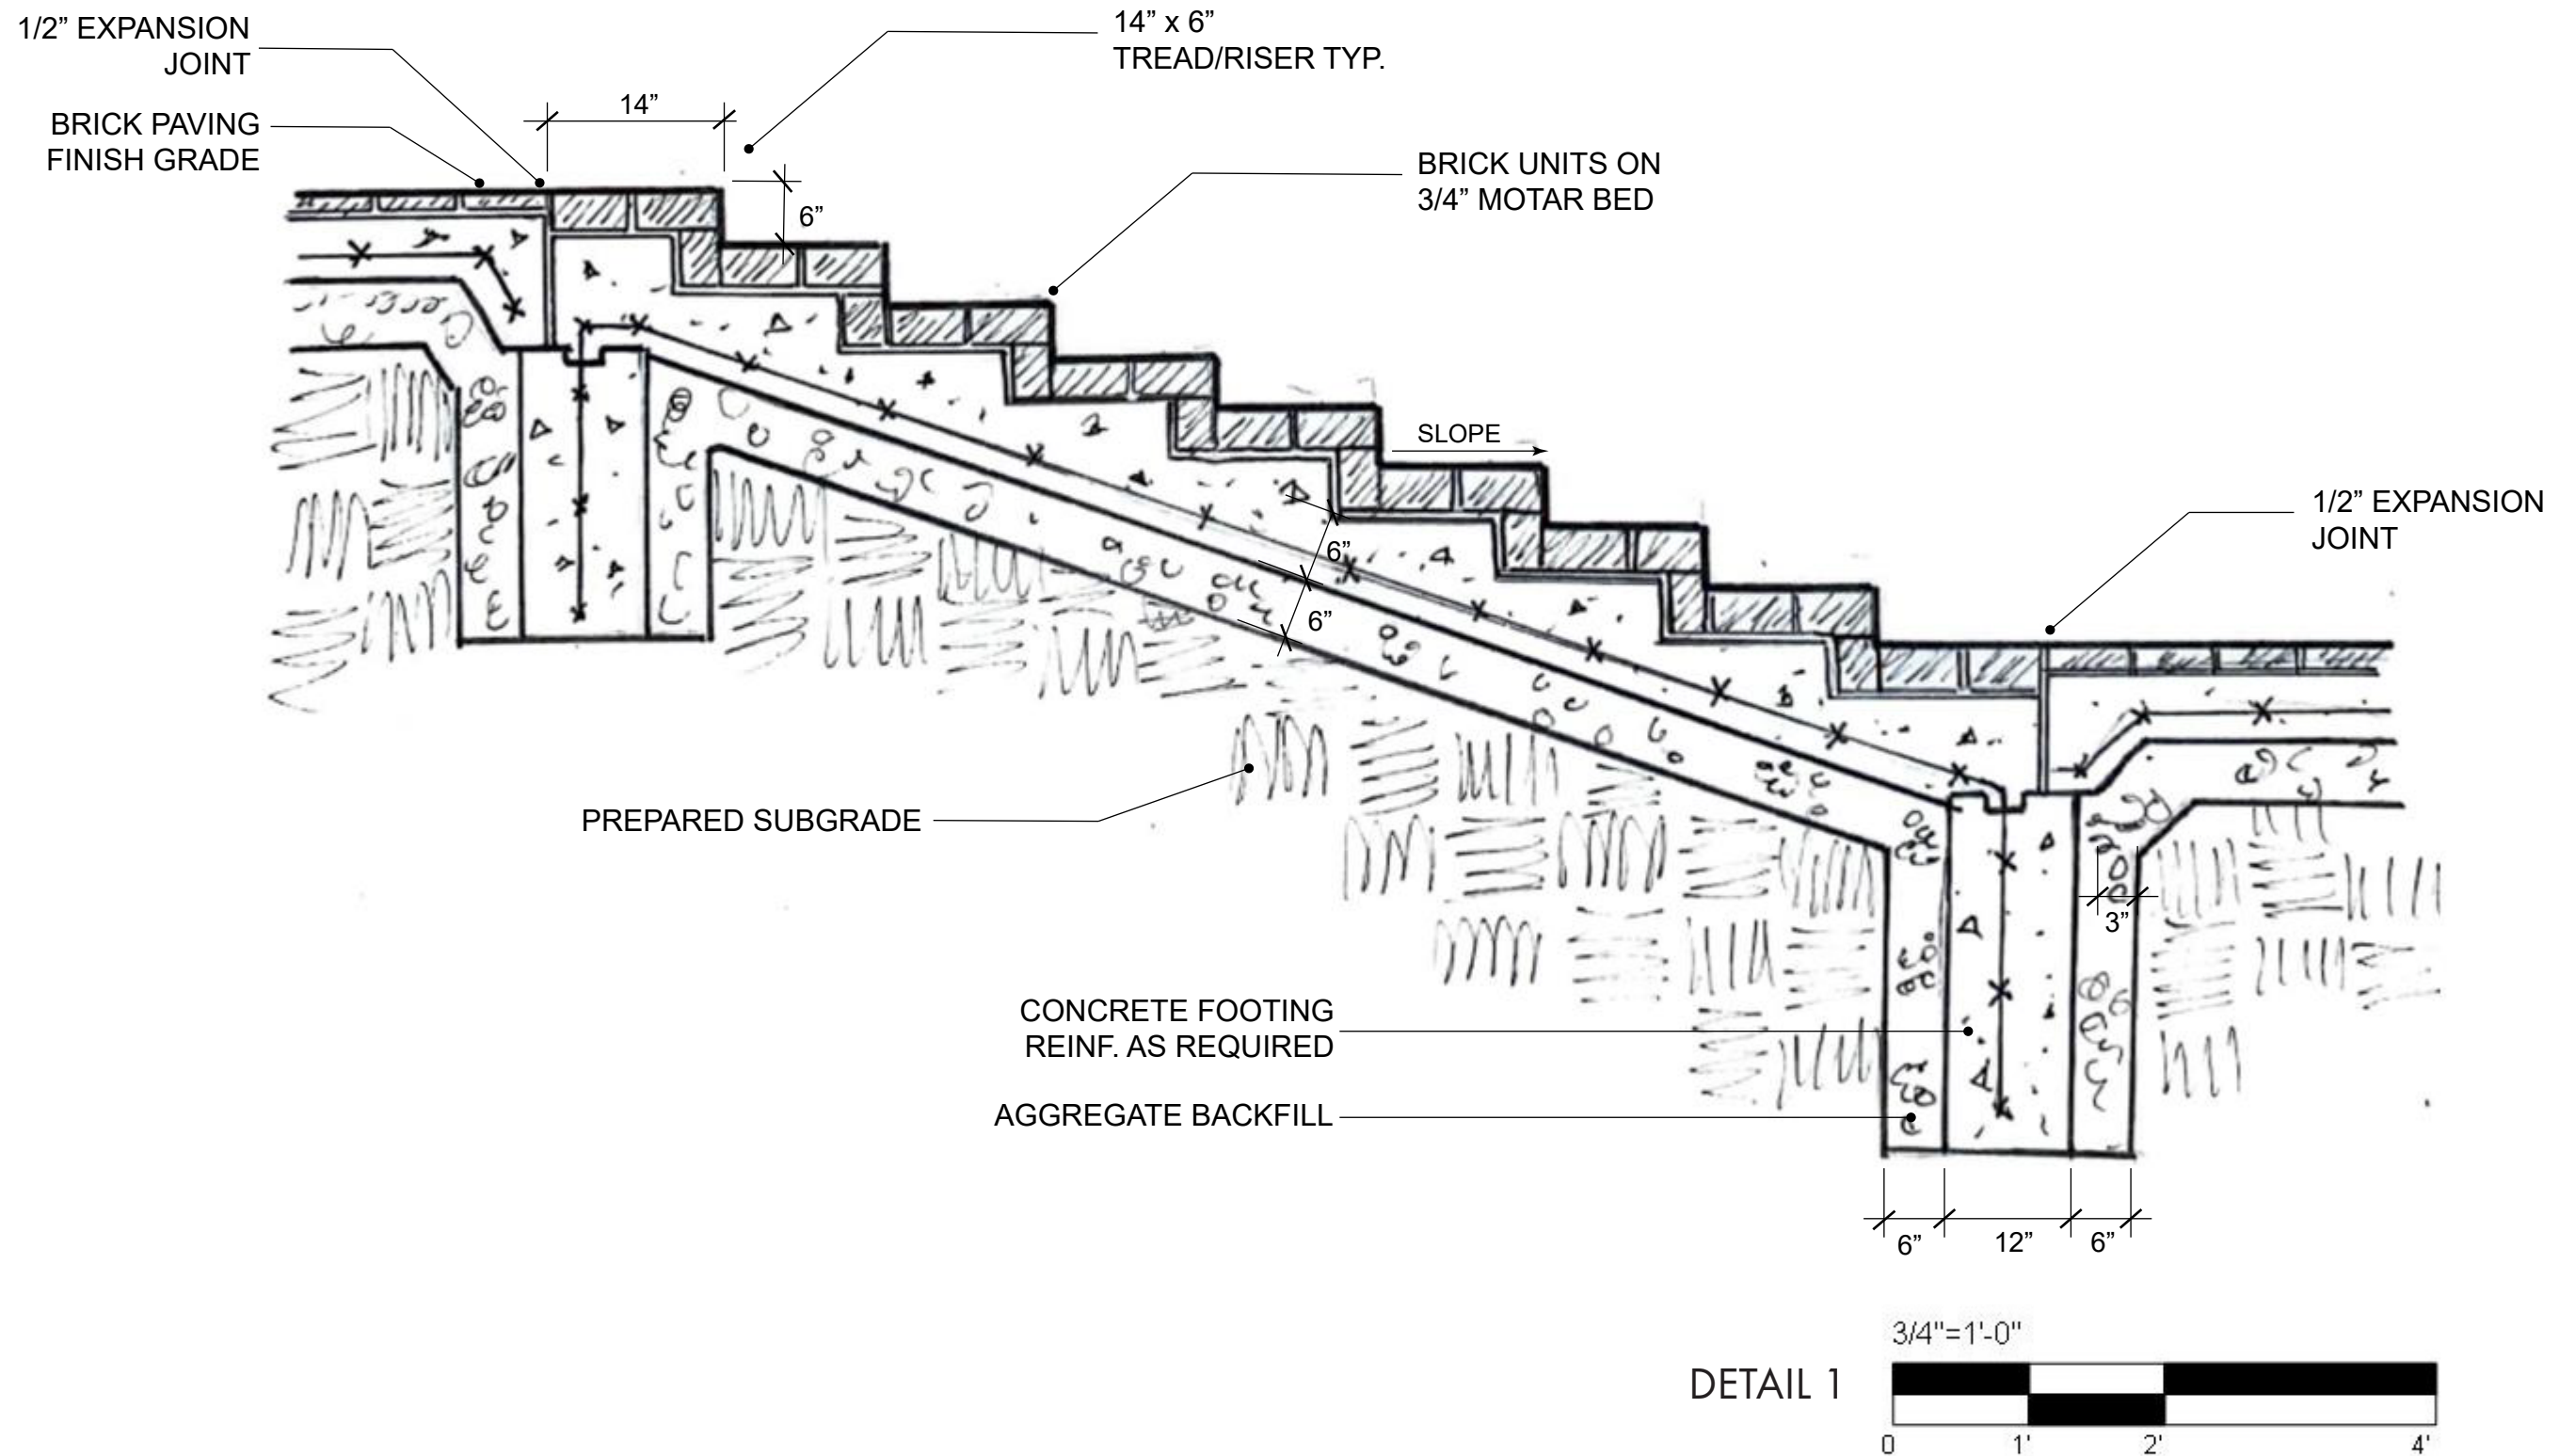 1/2” EXPANSION
JOINT
14” x 6”
TREAD/RISER TYP.
14”
BRICK PAVING
FINISH GRADE
BRICK UNITS ON
3/4” MOTAR BED
6”
SLOPE
1/2” EXPANSION
JOINT
6”
6”
PREPARED SUBGRADE
3”
CONCRETE FOOTING
REINF. AS REQUIRED
AGGREGATE BACKFILL
6”
12”
6”
3/4"=1'-0"
DETAIL 1
0
1'
2'
4'